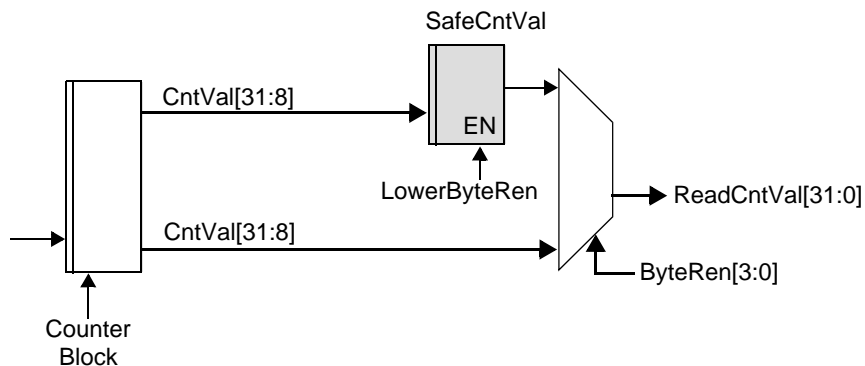 SafeCntVal
CntVal[31:8]
EN
LowerByteRen
ReadCntVal[31:0]
CntVal[31:8]
ByteRen[3:0]
Counter
Block